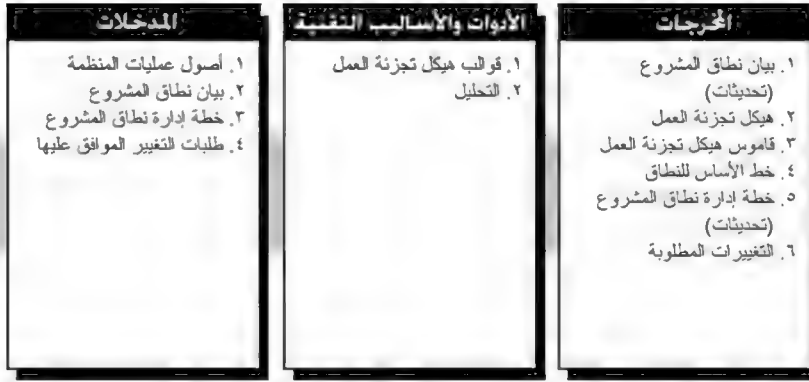 المدخلات
١. أصول عمليات المنظمة
٢. بيان نطاق المشروع
٣. خطة إدارة نطاق المشروع
٤. طلبات التغيير الموافق عليها
الأدوات والأساليب التقنية
١. قوالب هيكل تجزئة العمل
٢. التحليل
المخرجات
١. بيان نطاق المشروع
(تحديثات)
٢. هيكل تجزئة العمل
٣. قاموس هيكل تجزئة العمل
٤. خط الأساس للنطاق
٥. خطة إدارة نطاق المشروع
(تحديثات)
٦. التغييرات المطلوبة